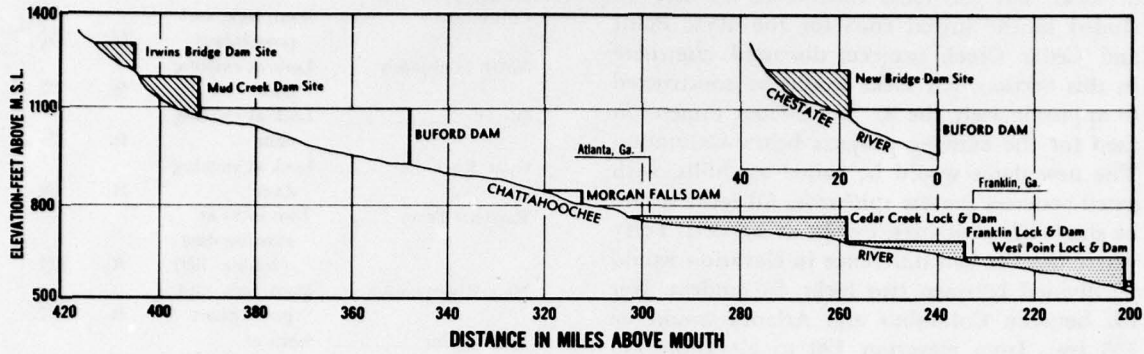 1400
1100
800
500
ELEVATION-FEET ABOVE M. S. L.
Irwins Bridge Dam Site
Mud Creek Dam Site
BUFORD DAM
New Bridge Dam Site
CHESTATEE
RIVER
BUFORD DAM
Atlanta, Ga.
40 20 0
Franklin, Ga.
CHATTAHOOCHEE
MORGAN FALLS DAM
Cedar Creek Lock & Dam
Franklin Lock & Dam
RIVER
West Point Lock & Dam
420 400 380 360 340 320 300 280 260 240 220 200
DISTANCE IN MILES ABOVE MOUTH